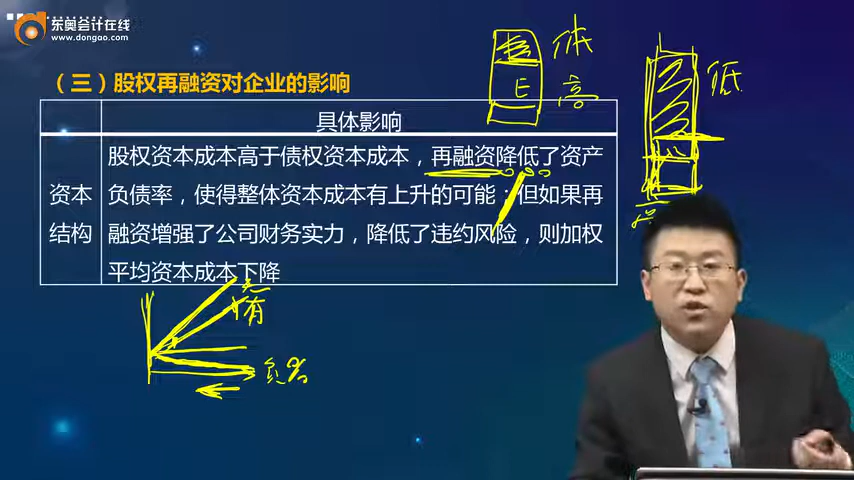 东奥会计在线
www.dongao.com
（三）股权再融资对企业的影响
具体影响
资本
结构
股权资本成本高于债权资本成本，再融资降低了资产
负债率，使得整体资本成本有上升的可能；但如果再
融资增强了公司财务实力，降低了违约风险，则加权
平均资本成本下降
E
高
低
无
有
负%